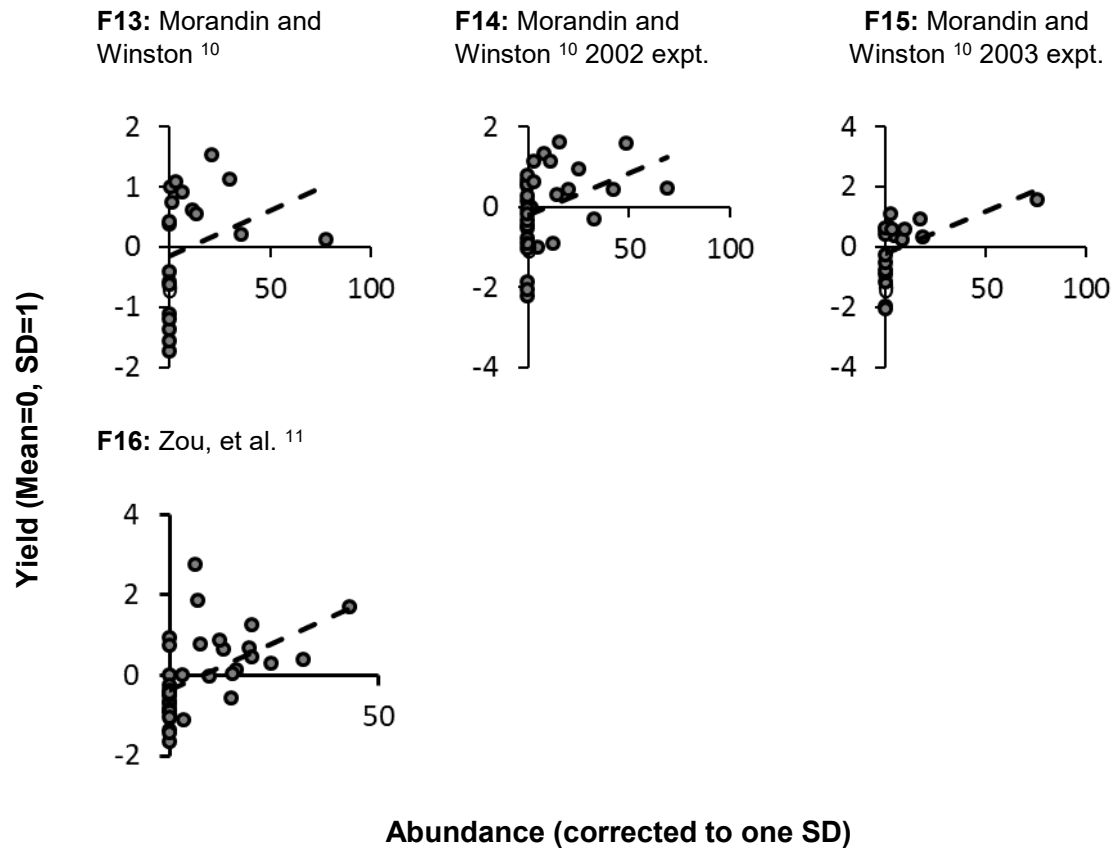 F13: Morandin and
Winston 10
F14: Morandin and
Winston 10 2002 expt.
F15: Morandin and
Winston 10 2003 expt.
2
1
0
-1
-2
50
100
2
0
-2
-4
50
100
4
2
0
-2
-4
50
100
F16: Zou, et al. 11
4
2
0
-2
50
Yield (Mean=0, SD=1)
Abundance (corrected to one SD)